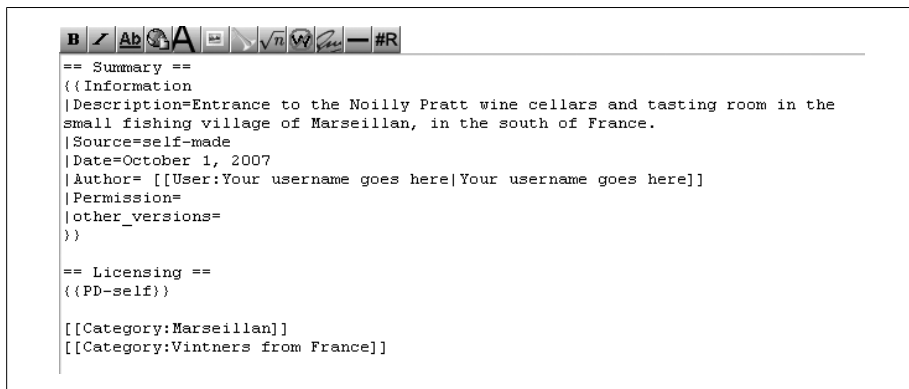 B I Ab A √n W #R
== Summary ==
{{Information
|Description=Entrance to the Noilly Pratt wine cellars and tasting room in the
small fishing village of Marseillan, in the south of France.
|Source=self-made
|Date=October 1, 2007
|Author= [[User:Your username goes here|Your username goes here]]
|Permission=
|other_versions=
}}
== Licensing ==
{{PD-self}}
[[Category:Marseillan]]
[[Category:Vintners from France]]